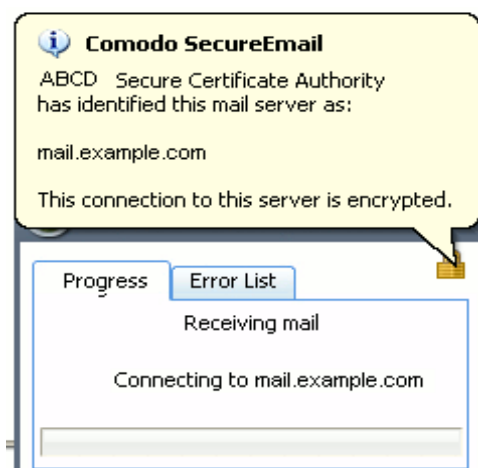 Comodo SecureEmail
ABCD Secure Certificate Authority
has identified this mail server as:
mail.example.com
This connection to this server is encrypted.
Progress Error List
Receiving mail
Connecting to mail.example.com